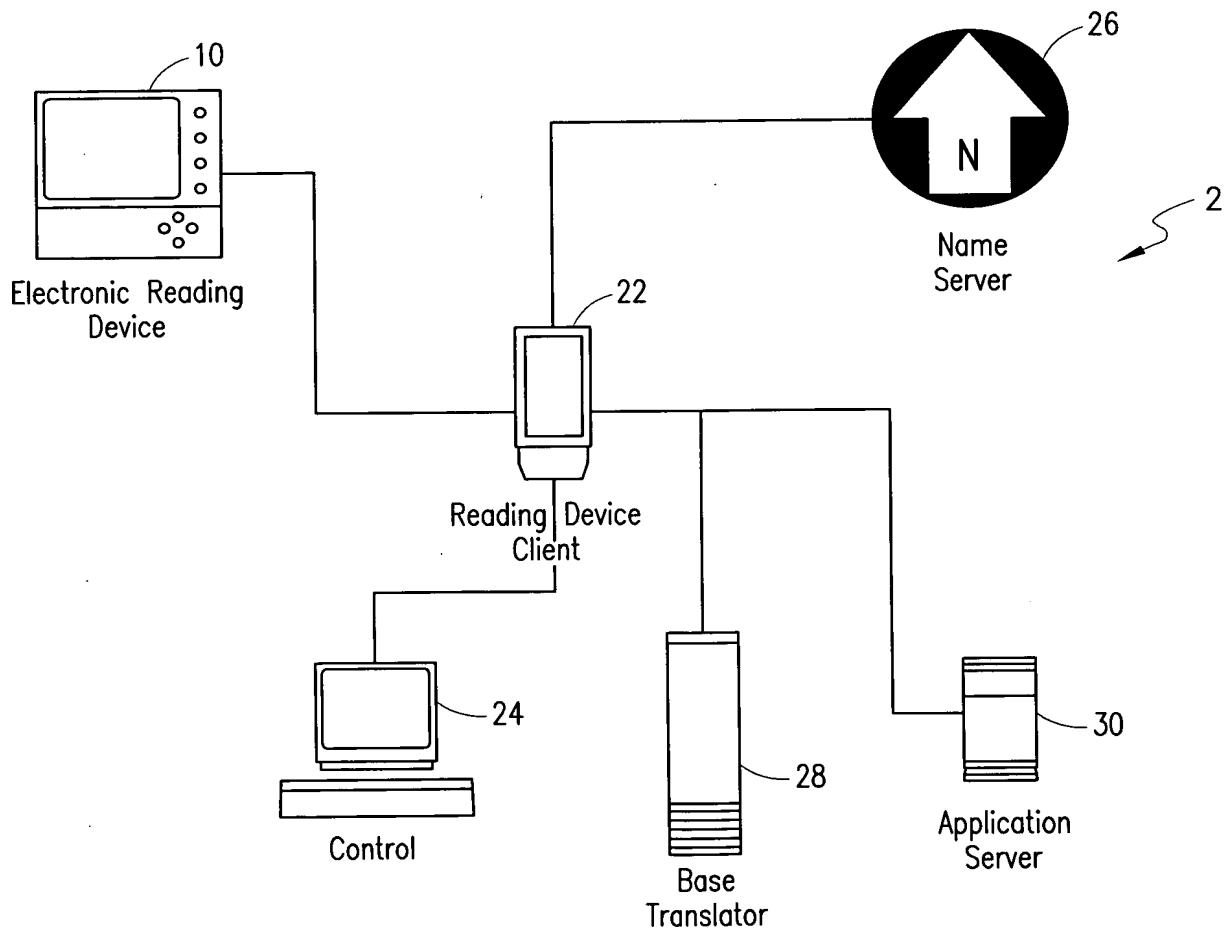 10
26
N
2
Name
Server
Electronic Reading
Device
22
Reading Device
Client
24
Control
28
Base
Translator
30
Application
Server